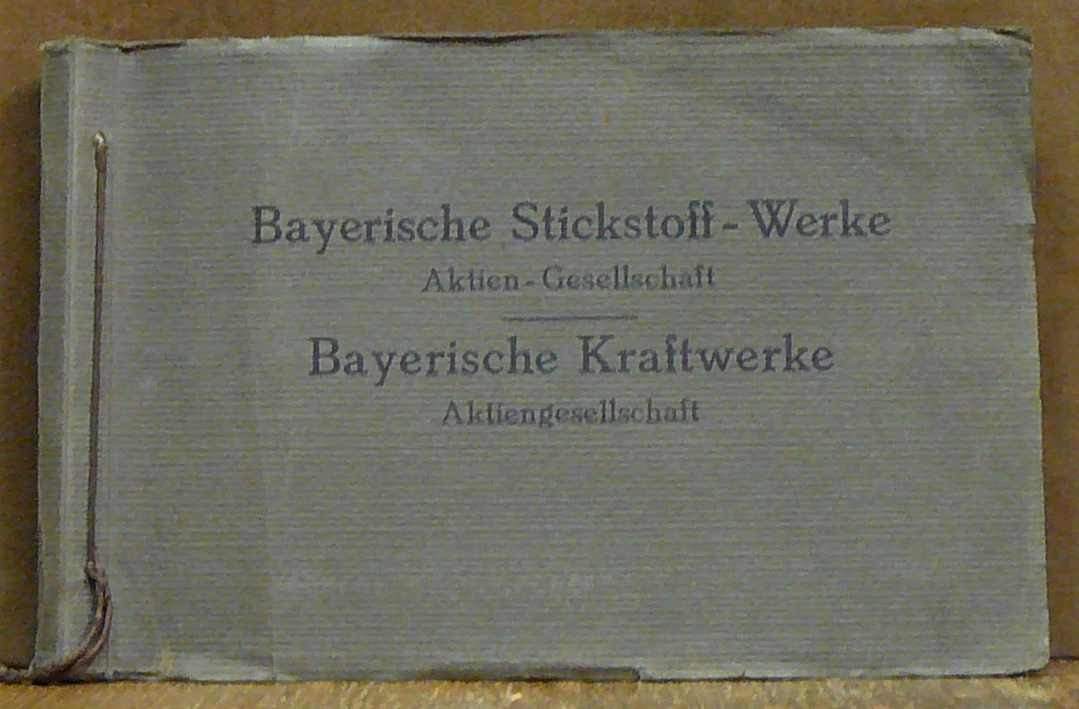 Bayerische Stickstoff-Werke
Aktien-Gesellschaft
Bayerische Kraftwerke
Aktiengesellschaft